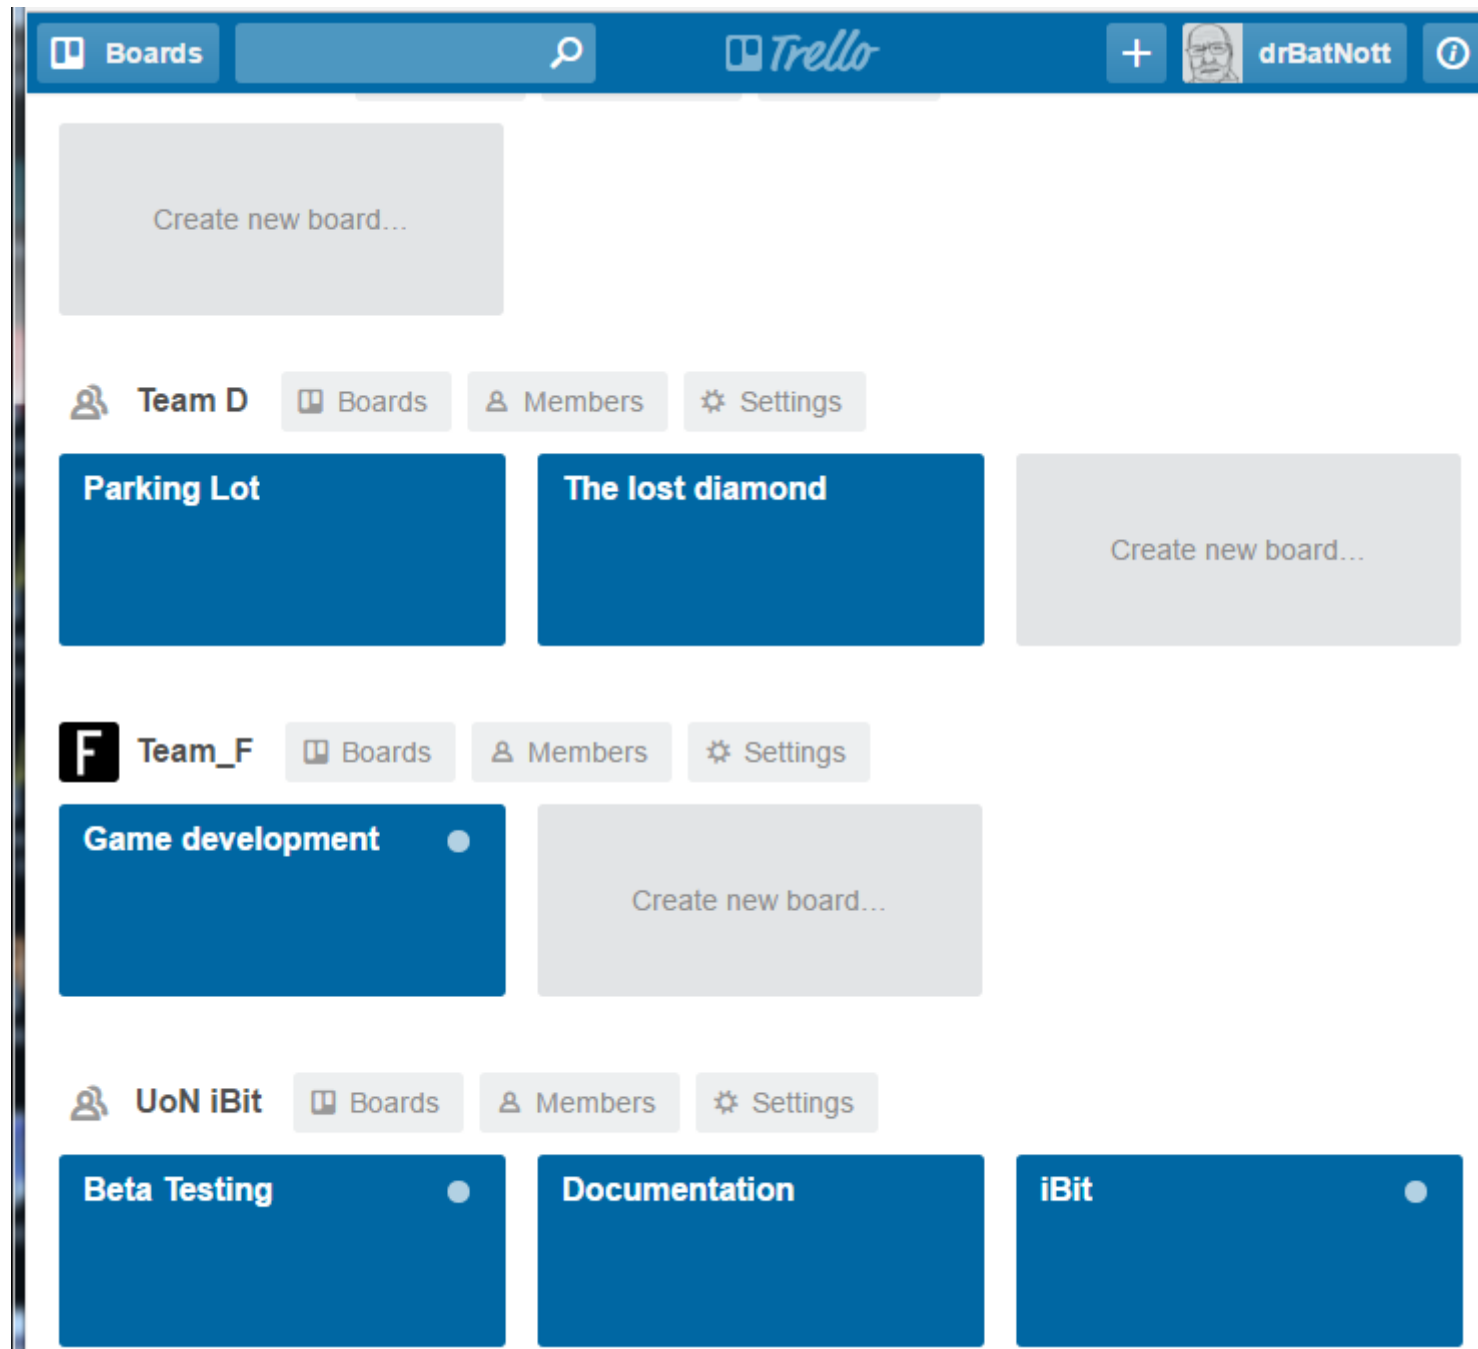 Boards
Trello
drBatNott
Create new board…
Team D Boards Members Settings
Parking Lot
The lost diamond
Create new board…
F Team_F Boards Members Settings
Game development
Create new board…
UoN iBit Boards Members Settings
Beta Testing
Documentation
iBit